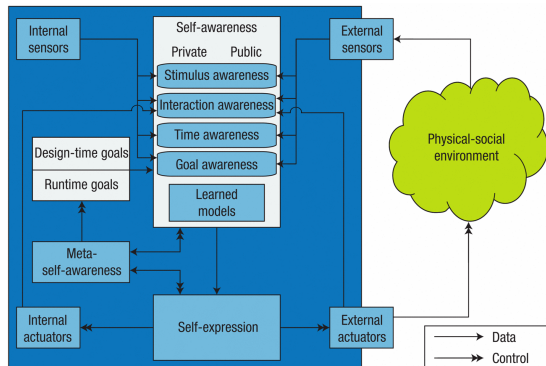 Internal
sensors
Self-awareness
Private Public
Stimulus awareness
Interaction awareness
Time awareness
Goal awareness
Learned
models
External
sensors
Physical-social
environment
Design-time goals
Runtime goals
Meta-
self-awareness
Internal
actuators
Self-expression
External
actuators
Data
Control